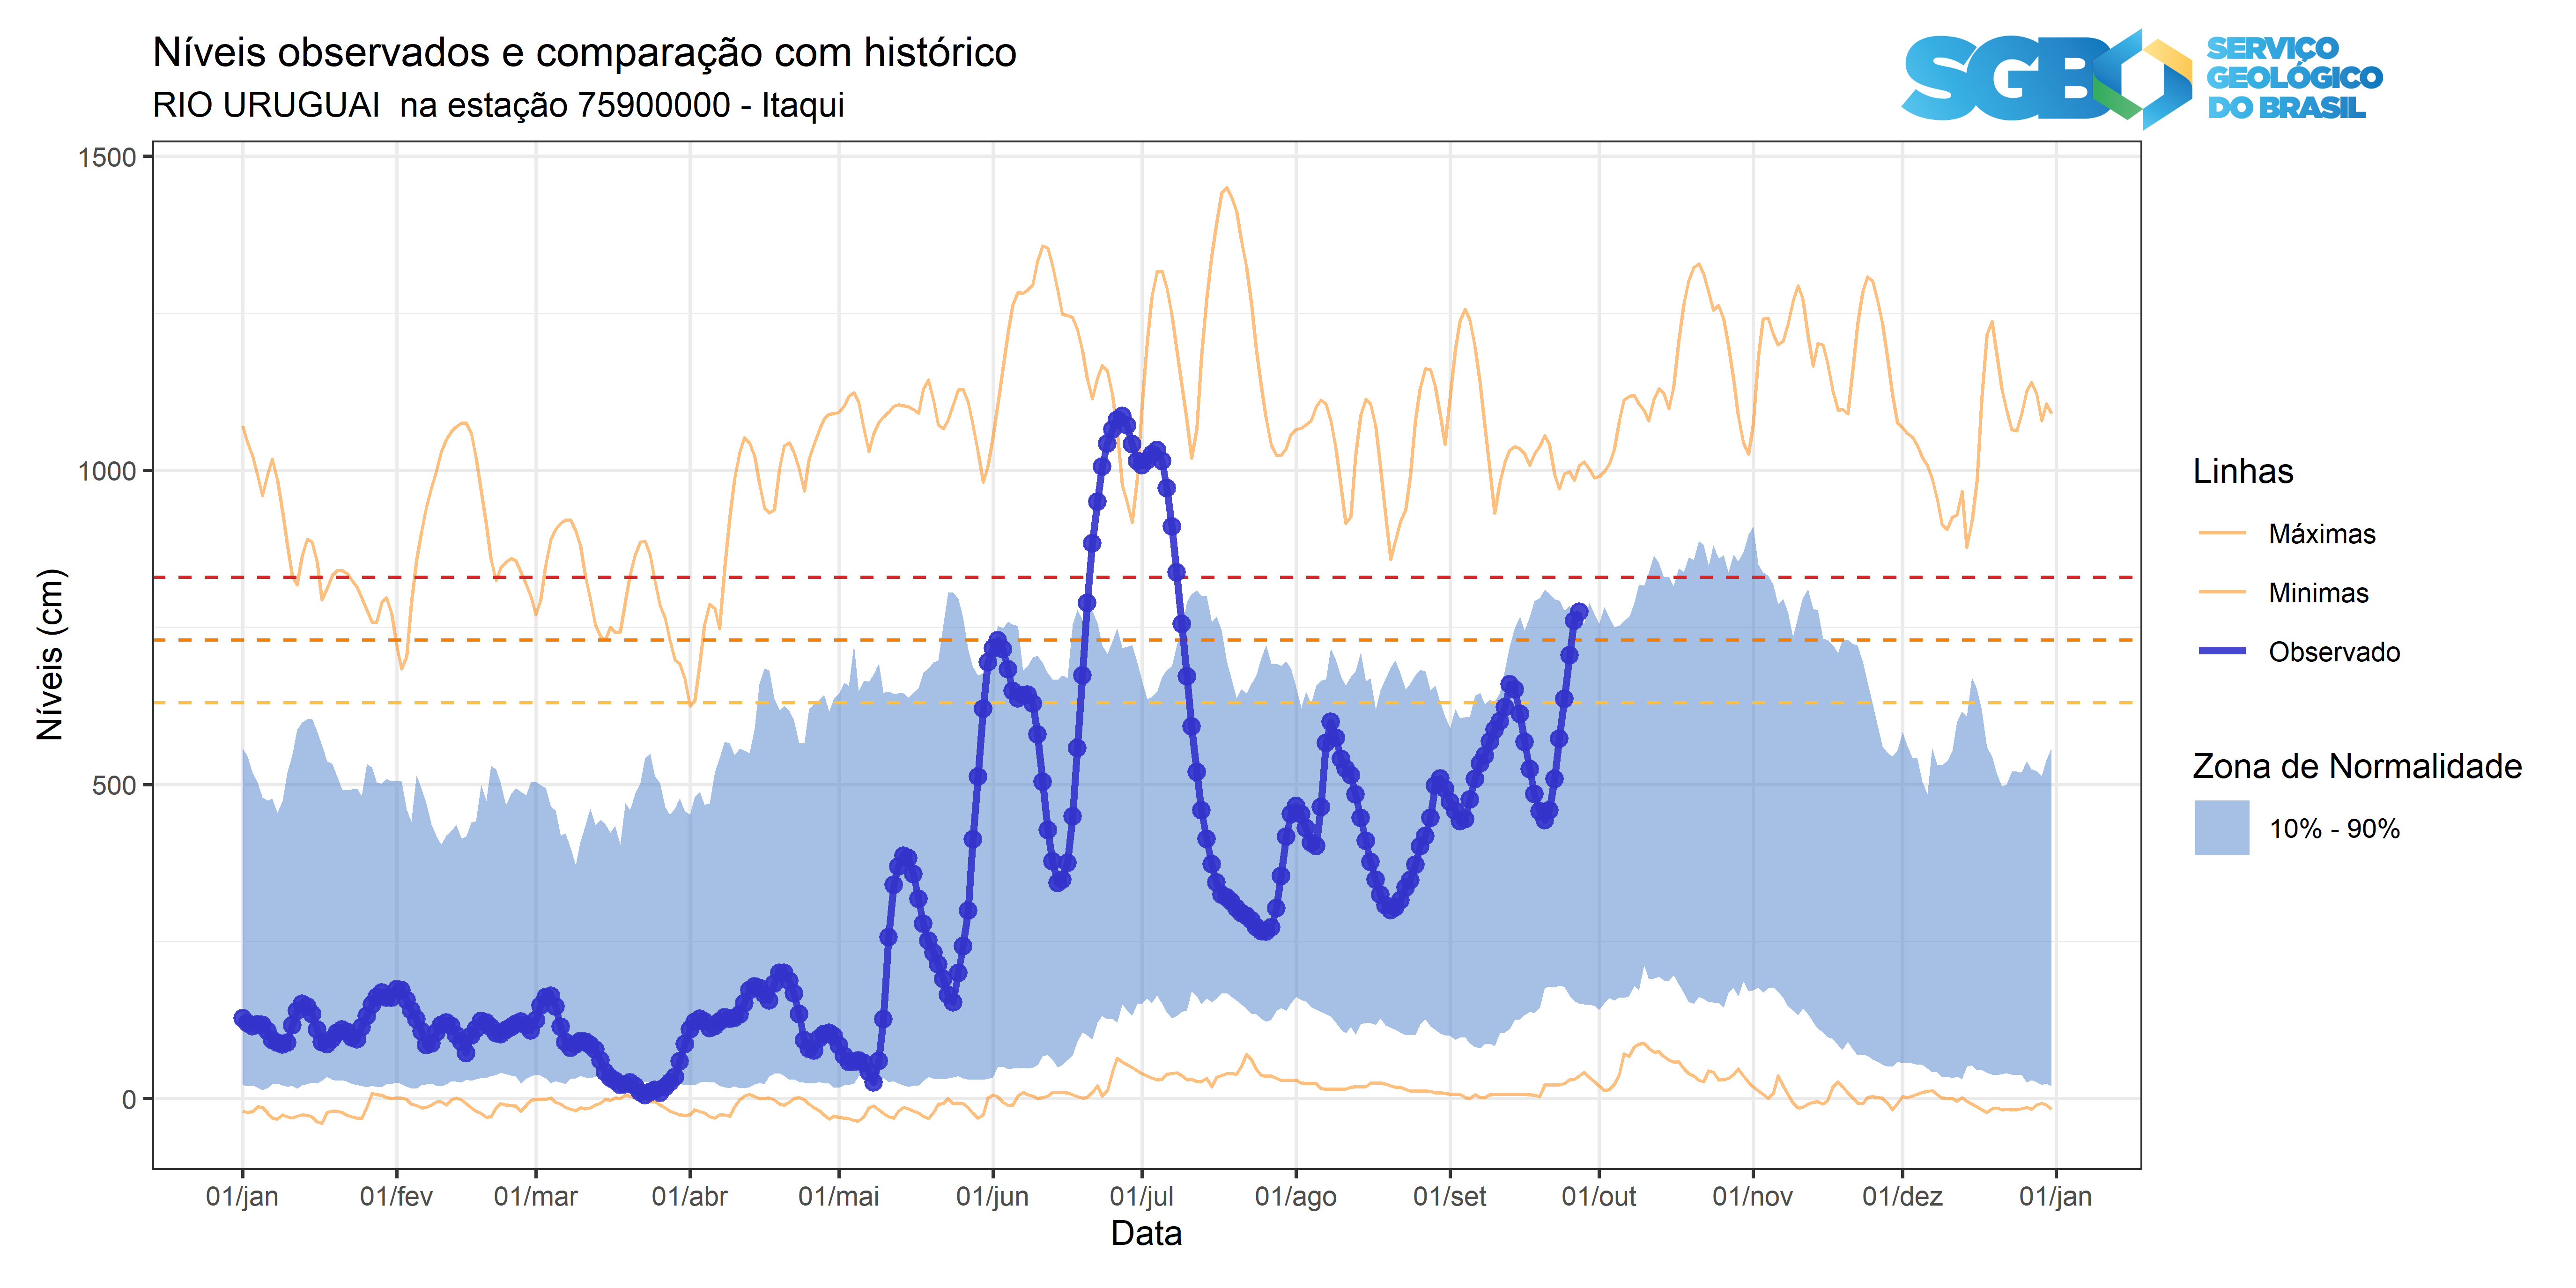 Níveis observados e comparação com histórico
RIO URUGUAI  na estação 75900000 - Itaqui
SGB
SERVIÇO
GEOLÓGICO
DO BRASIL
Níveis (cm)
1500
1000
500
0
01/jan
01/fev
01/mar
01/abr
01/mai
01/jun
01/jul
01/ago
01/set
01/out
01/nov
01/dez
01/jan
Data
Linhas
Máximas
Minimas
Observado
Zona de Normalidade
10% - 90%